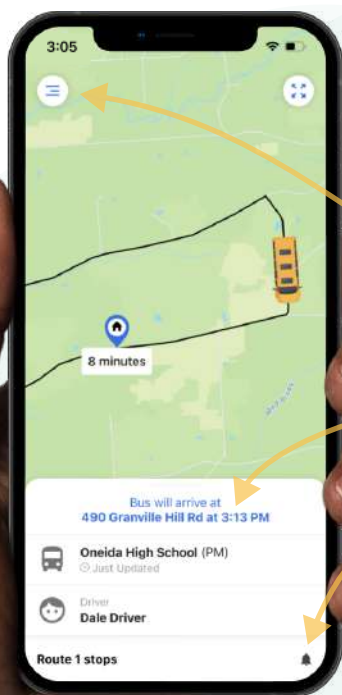 3:05
8 minutes
Bus will arrive at
490 Granville Hill Rd at 3:13 PM
Oneida High School (PM)
Just Updated
Driver
Dale Driver
Route 1 stops